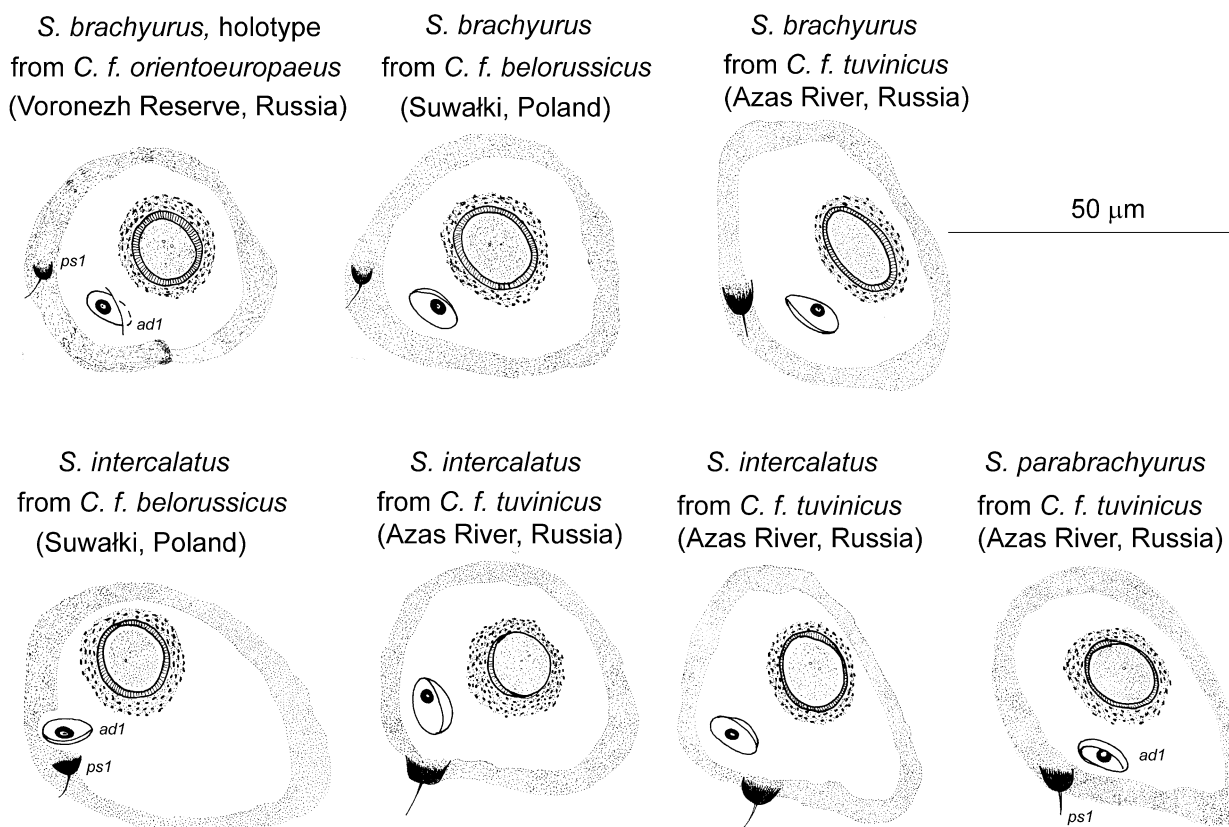 S. brachyurus, holotype
from C. f. orientoeuropaeus
(Voronezh Reserve, Russia)
S. brachyurus
from C. f. belorussicus
(Suwałki, Poland)
S. brachyurus
from C. f. tuvinicus
(Azas River, Russia)
50 μm
ps1
ad1
S. intercalatus
from C. f. belorussicus
(Suwałki, Poland)
S. intercalatus
from C. f. tuvinicus
(Azas River, Russia)
S. intercalatus
from C. f. tuvinicus
(Azas River, Russia)
S. parabrachyurus
from C. f. tuvinicus
(Azas River, Russia)
ad1
ps1
ad1
ps1